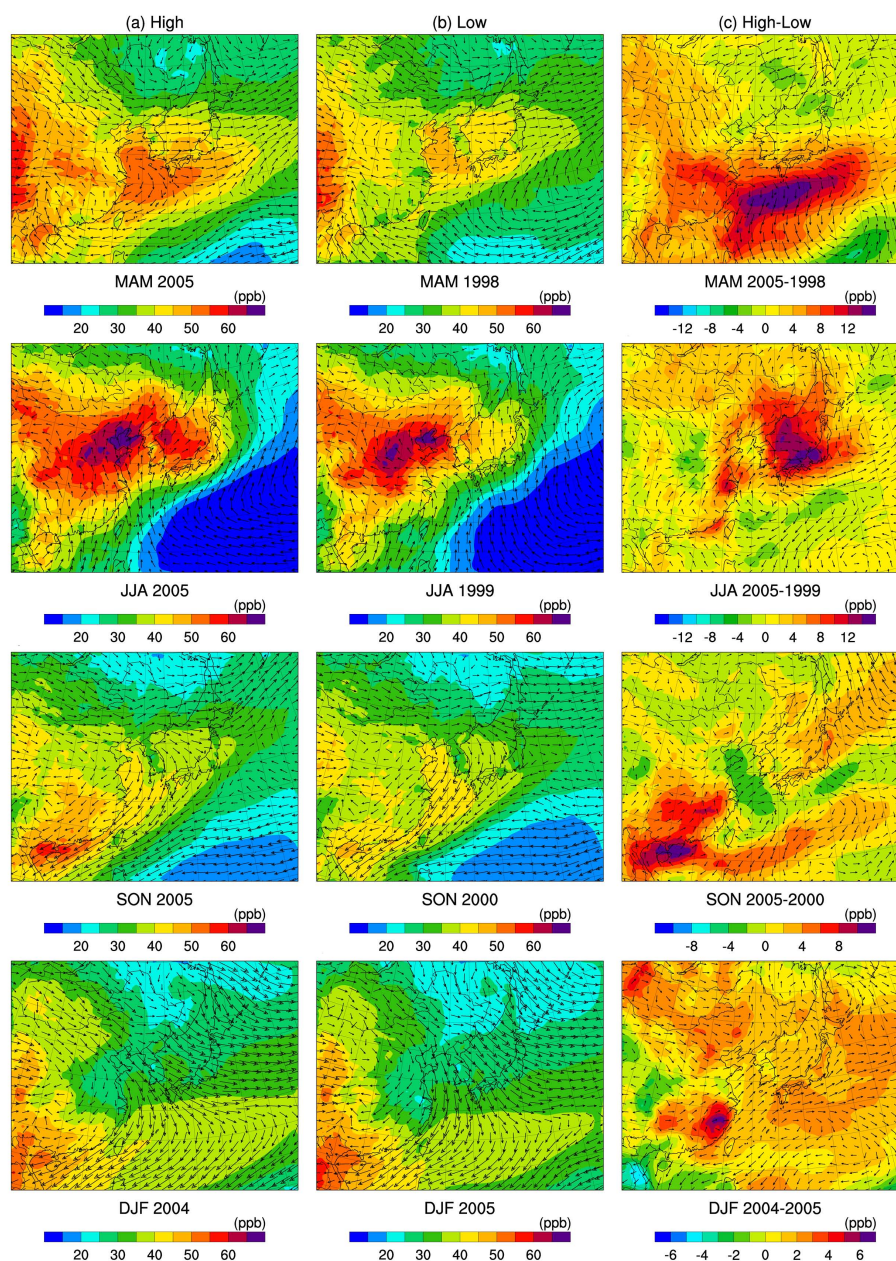 (a) High (b) Low (c) High-Low
MAM 2005 MAM 1998 MAM 2005-1998
(ppb) (ppb) (ppb)
20 30 40 50 60 20 30 40 50 60 -12 -8 -4 0 4 8 12
JJA 2005 JJA 1999 JJA 2005-1999
(ppb) (ppb) (ppb)
20 30 40 50 60 20 30 40 50 60 -12 -8 -4 0 4 8 12
SON 2005 SON 2000 SON 2005-2000
(ppb) (ppb) (ppb)
20 30 40 50 60 20 30 40 50 60 -8 -4 0 4 8
DJF 2004 DJF 2005 DJF 2004-2005
(ppb) (ppb) (ppb)
20 30 40 50 60 20 30 40 50 60 -6 -4 -2 0 2 4 6